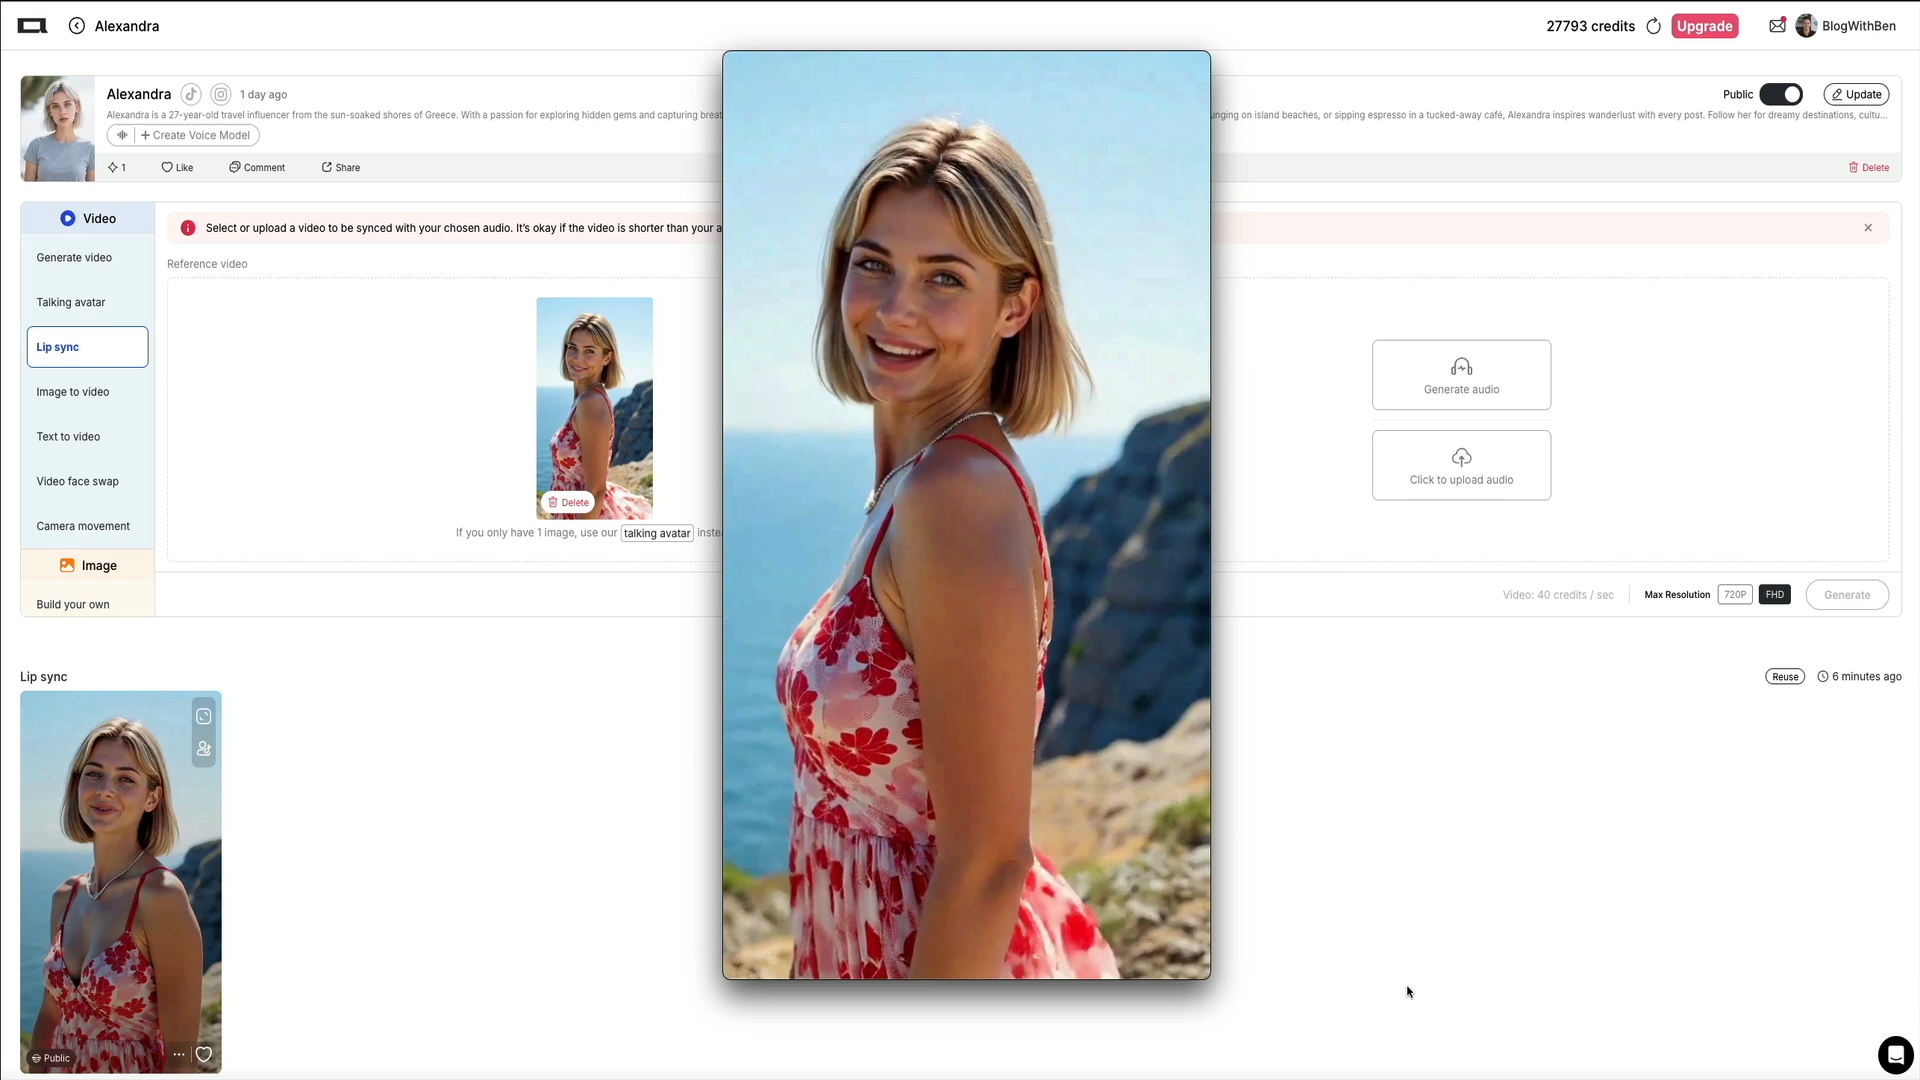 Alexandra
27793 credits
Upgrade
BlogWithBen
Alexandra
1 day ago
Public
Update
Alexandra is a 27-year-old travel influencer from the sun-soaked shores of Greece. With a passion for exploring hidden gems and capturing
on island beaches, or sipping espresso in a tucked-away café, Alexandra inspires wanderlust with every post. Follow her for dreamy destinations, cultu...
+ Create Voice Model
1
Like
Comment
Share
Delete
Video
Generate video
Talking avatar
Lip sync
Image to video
Text to video
Video face swap
Camera movement
Image
Build your own
Select or upload a video to be synced with your chosen audio. It's okay if the video is shorter than your a
Reference video
Delete
If you only have 1 image, use our talking avatar inste
Generate audio
Click to upload audio
Video: 40 credits / sec
Max Resolution
720P
FHD
Generate
Lip sync
Reuse
6 minutes ago
Public